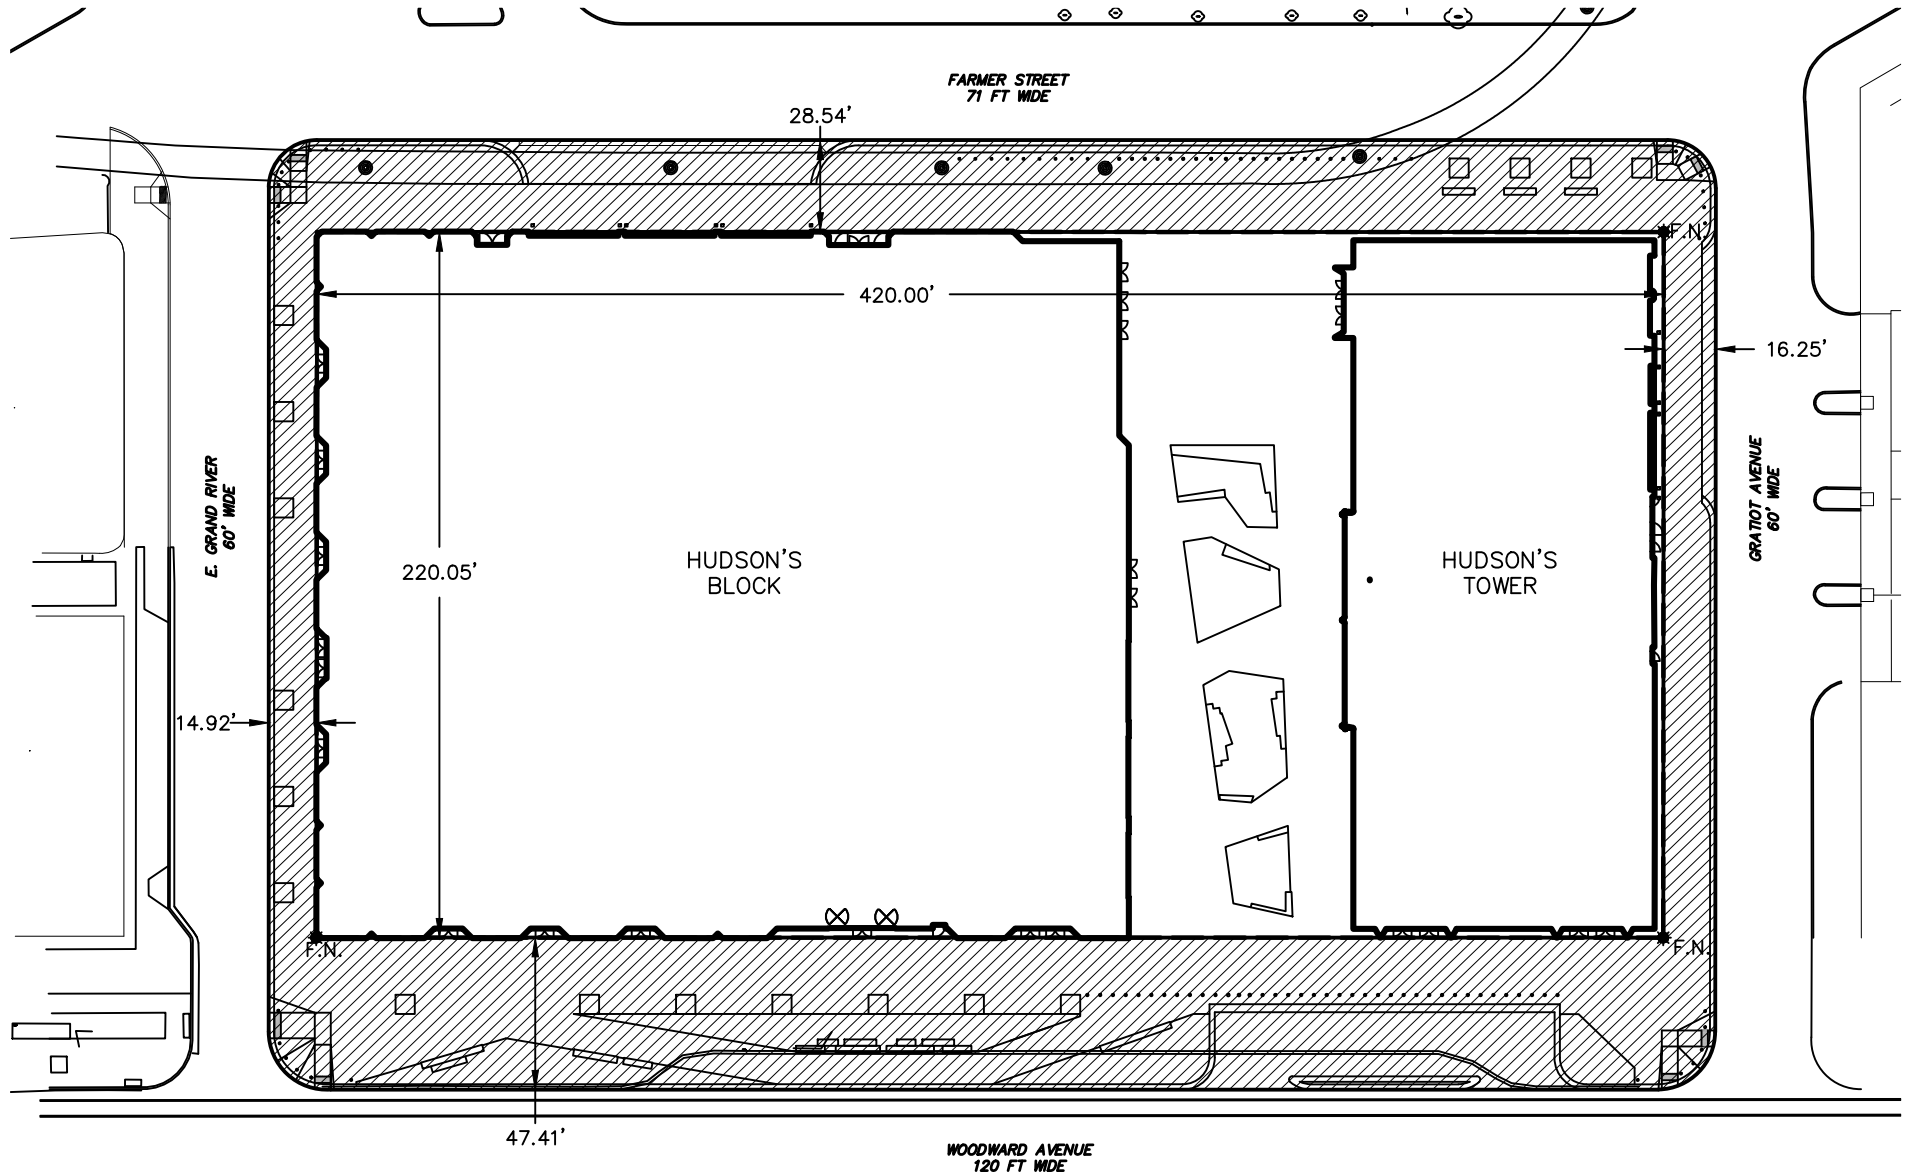 FARMER STREET
71 FT WIDE
28.54'
F.N.
420.00'
16.25'
E. GRAND RIVER
60' WIDE
GRATIOT AVENUE
60' WIDE
HUDSON'S
BLOCK
HUDSON'S
TOWER
220.05'
14.92'
F.N.
F.N.
47.41'
WOODWARD AVENUE
120 FT WIDE